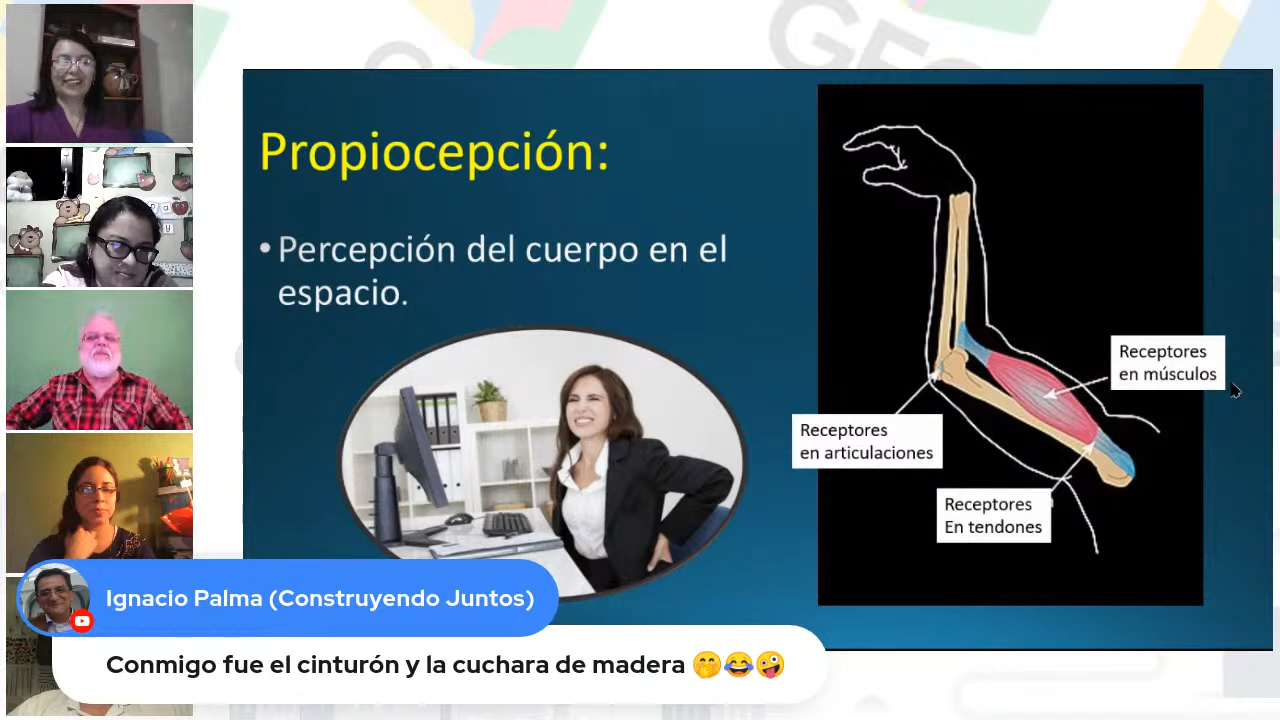 Propiocepción:
• Percepción del cuerpo en el
espacio.
Receptores
en músculos
Receptores
en articulaciones
Receptores
En tendones
Ignacio Palma (Construyendo Juntos)
Conmigo fue el cinturón y la cuchara de madera 🤭😂🤪